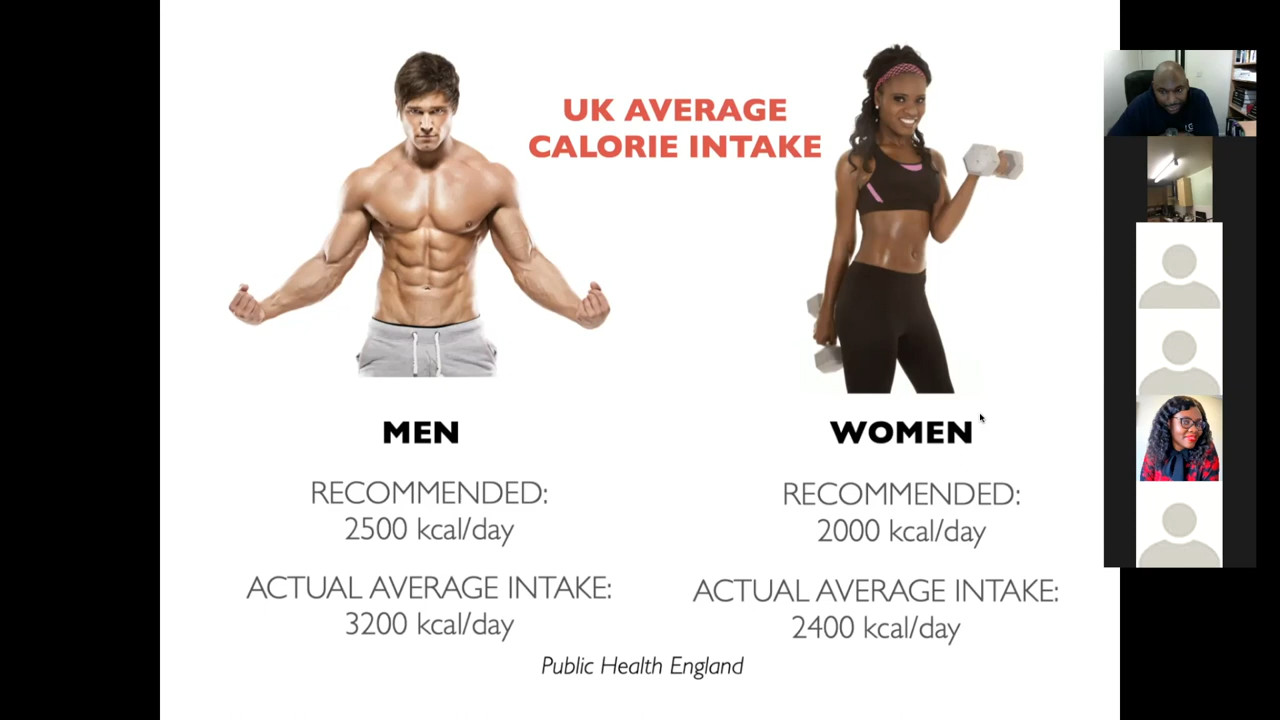 UK AVERAGE
CALORIE INTAKE
MEN
RECOMMENDED:
2500 kcal/day
ACTUAL AVERAGE INTAKE:
3200 kcal/day
WOMEN
RECOMMENDED:
2000 kcal/day
ACTUAL AVERAGE INTAKE:
2400 kcal/day
Public Health England